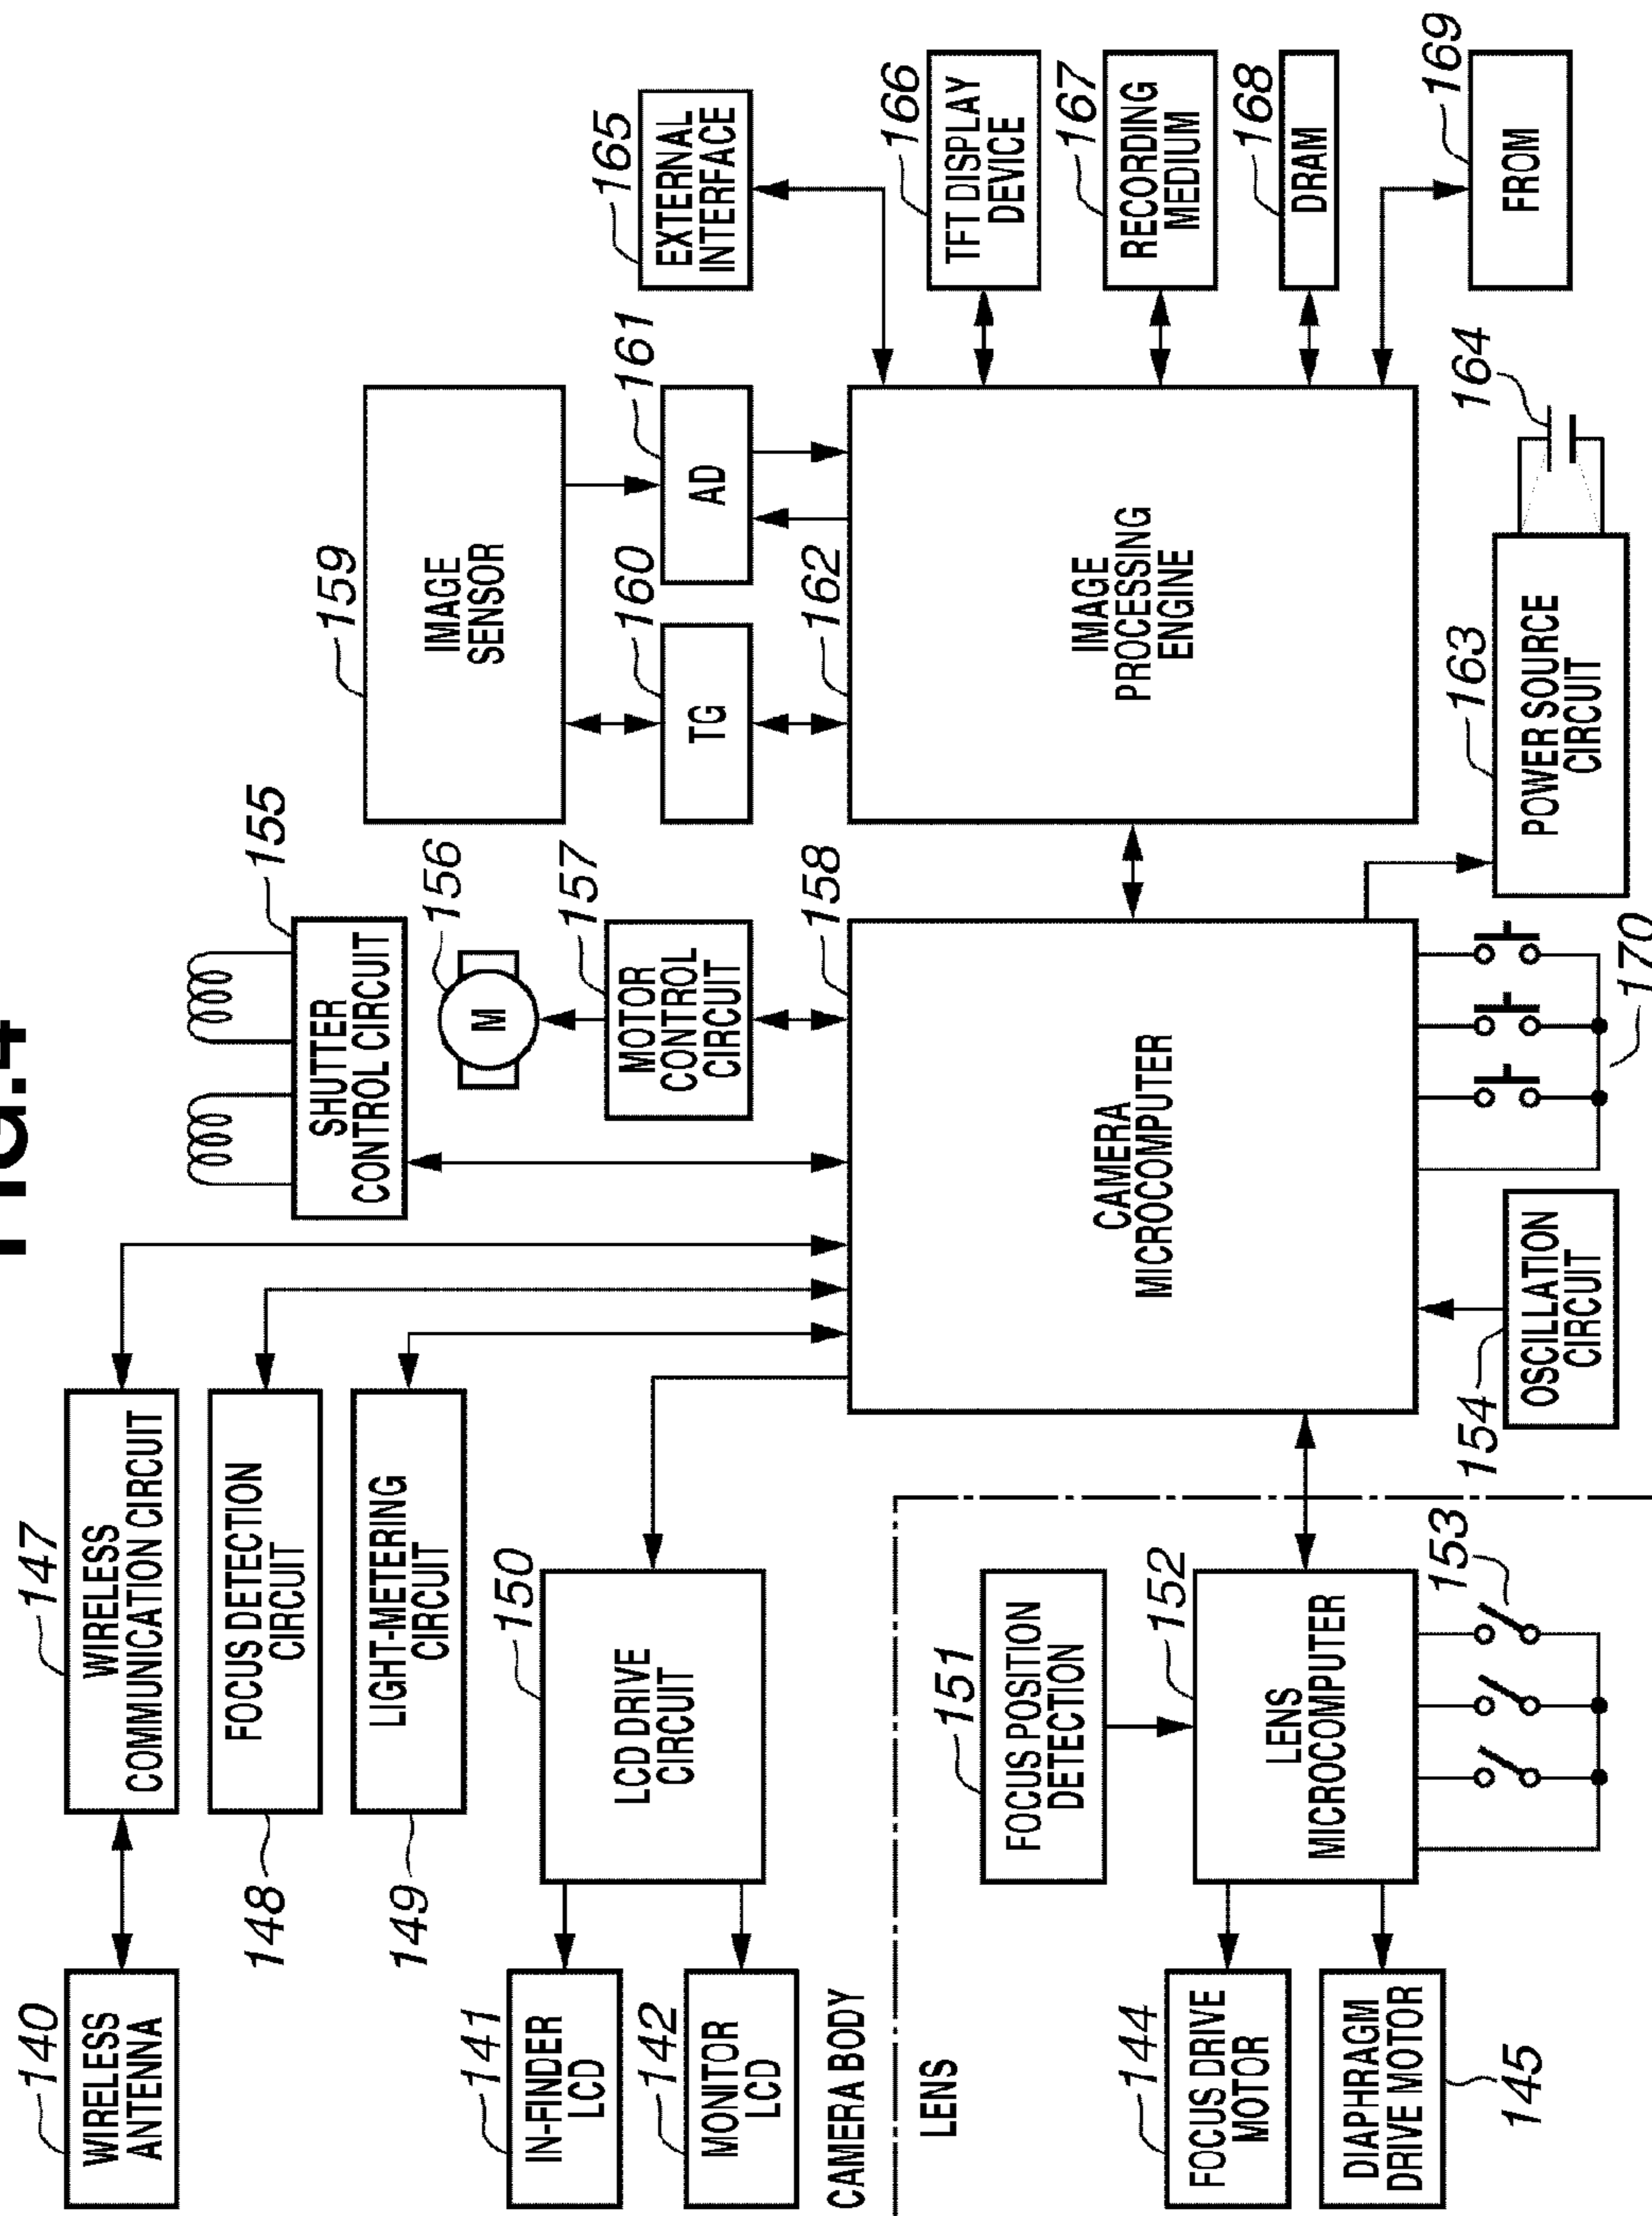 FIG.4
140
WIRELESS
ANTENNA
147
WIRELESS
COMMUNICATION CIRCUIT
148
FOCUS DETECTION
CIRCUIT
155
SHUTTER
CONTROL CIRCUIT
159
IMAGE
SENSOR
149
LIGHT-METERING
CIRCUIT
156
M
141
IN-FINDER
LCD
150
LCD DRIVE
CIRCUIT
157
MOTOR
CONTROL
CIRCUIT
160
TG
161
AD
165
EXTERNAL
INTERFACE
142
MONITOR
LCD
CAMERA BODY
158
CAMERA
MICROCOMPUTER
162
IMAGE
PROCESSING
ENGINE
166
TFT DISPLAY
DEVICE
167
RECORDING
MEDIUM
168
DRAM
169
FROM
LENS
151
FOCUS POSITION
DETECTION
152
LENS
MICROCOMPUTER
144
FOCUS DRIVE
MOTOR
DIAPHRAGM
DRIVE MOTOR
145
153
154
OSCILLATION
CIRCUIT
170
163
POWER SOURCE
CIRCUIT
164